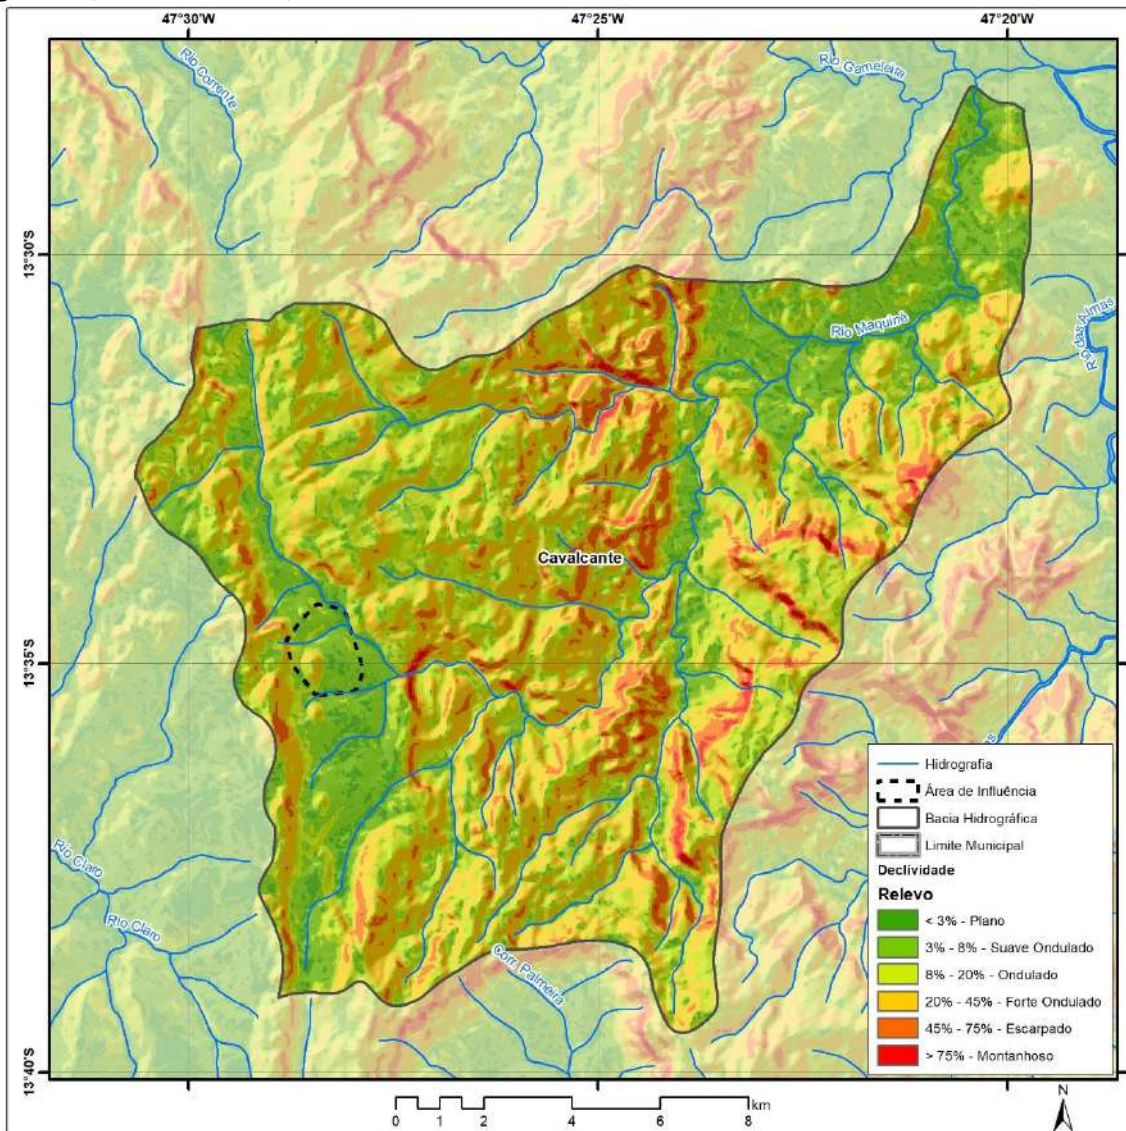 47°30'W
47°25'W
47°20'W
Rio Corrente
Rio Gameleira
13°30'S
Rio Maquiné
Rio das Almas
Cavalcante
13°35'S
Hidrografia
Área de Influência
Bacia Hidrográfica
Limite Municipal
Declividade
Relevo
< 3% - Plano
3% - 8% - Suave Ondulado
8% - 20% - Ondulado
20% - 45% - Forte Ondulado
45% - 75% - Escarpado
> 75% - Montanhoso
Rio Claro
Rio Claro
Corr. Palmeira
13°40'S
0 1 2 4 6 8 km
N